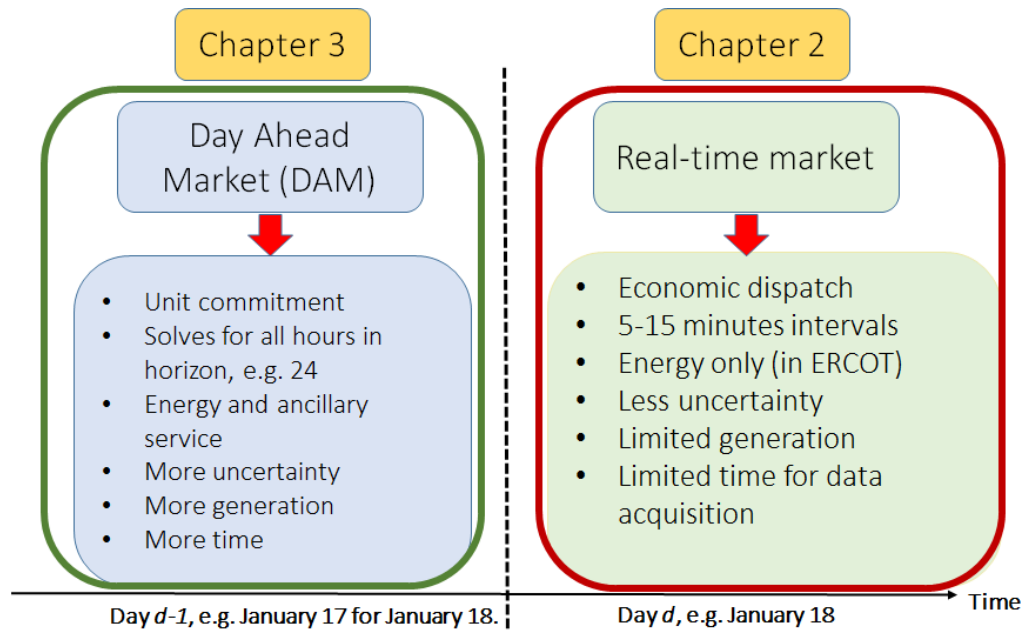 Chapter 3
Day Ahead
Market (DAM)
• Unit commitment
• Solves for all hours in
horizon, e.g. 24
• Energy and ancillary
service
• More uncertainty
• More generation
• More time
Day d-1, e.g. January 17 for January 18.
Chapter 2
Real-time market
• Economic dispatch
• 5-15 minutes intervals
• Energy only (in ERCOT)
• Less uncertainty
• Limited generation
• Limited time for data
acquisition
Day d, e.g. January 18
Time